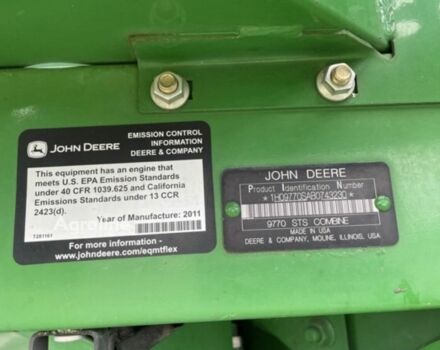 JOHN DEERE
EMISSION CONTROL
INFORMATION
DEERE & COMPANY
This equipment has an engine that
meets U.S. EPA Emission Standards
under 40 CFR 1039.625 and California
Emissions Standards under 13 CCR
2423(d).
Year of Manufacture: 2011
For more information -
www.johndeere.com/eqmtflex
JOHN DEERE
Product Identification Number
*1H09770SAB0743230*
9770 STS COMBINE
MADE IN USA
DEERE & COMPANY, MOLINE, ILLINOIS, USA